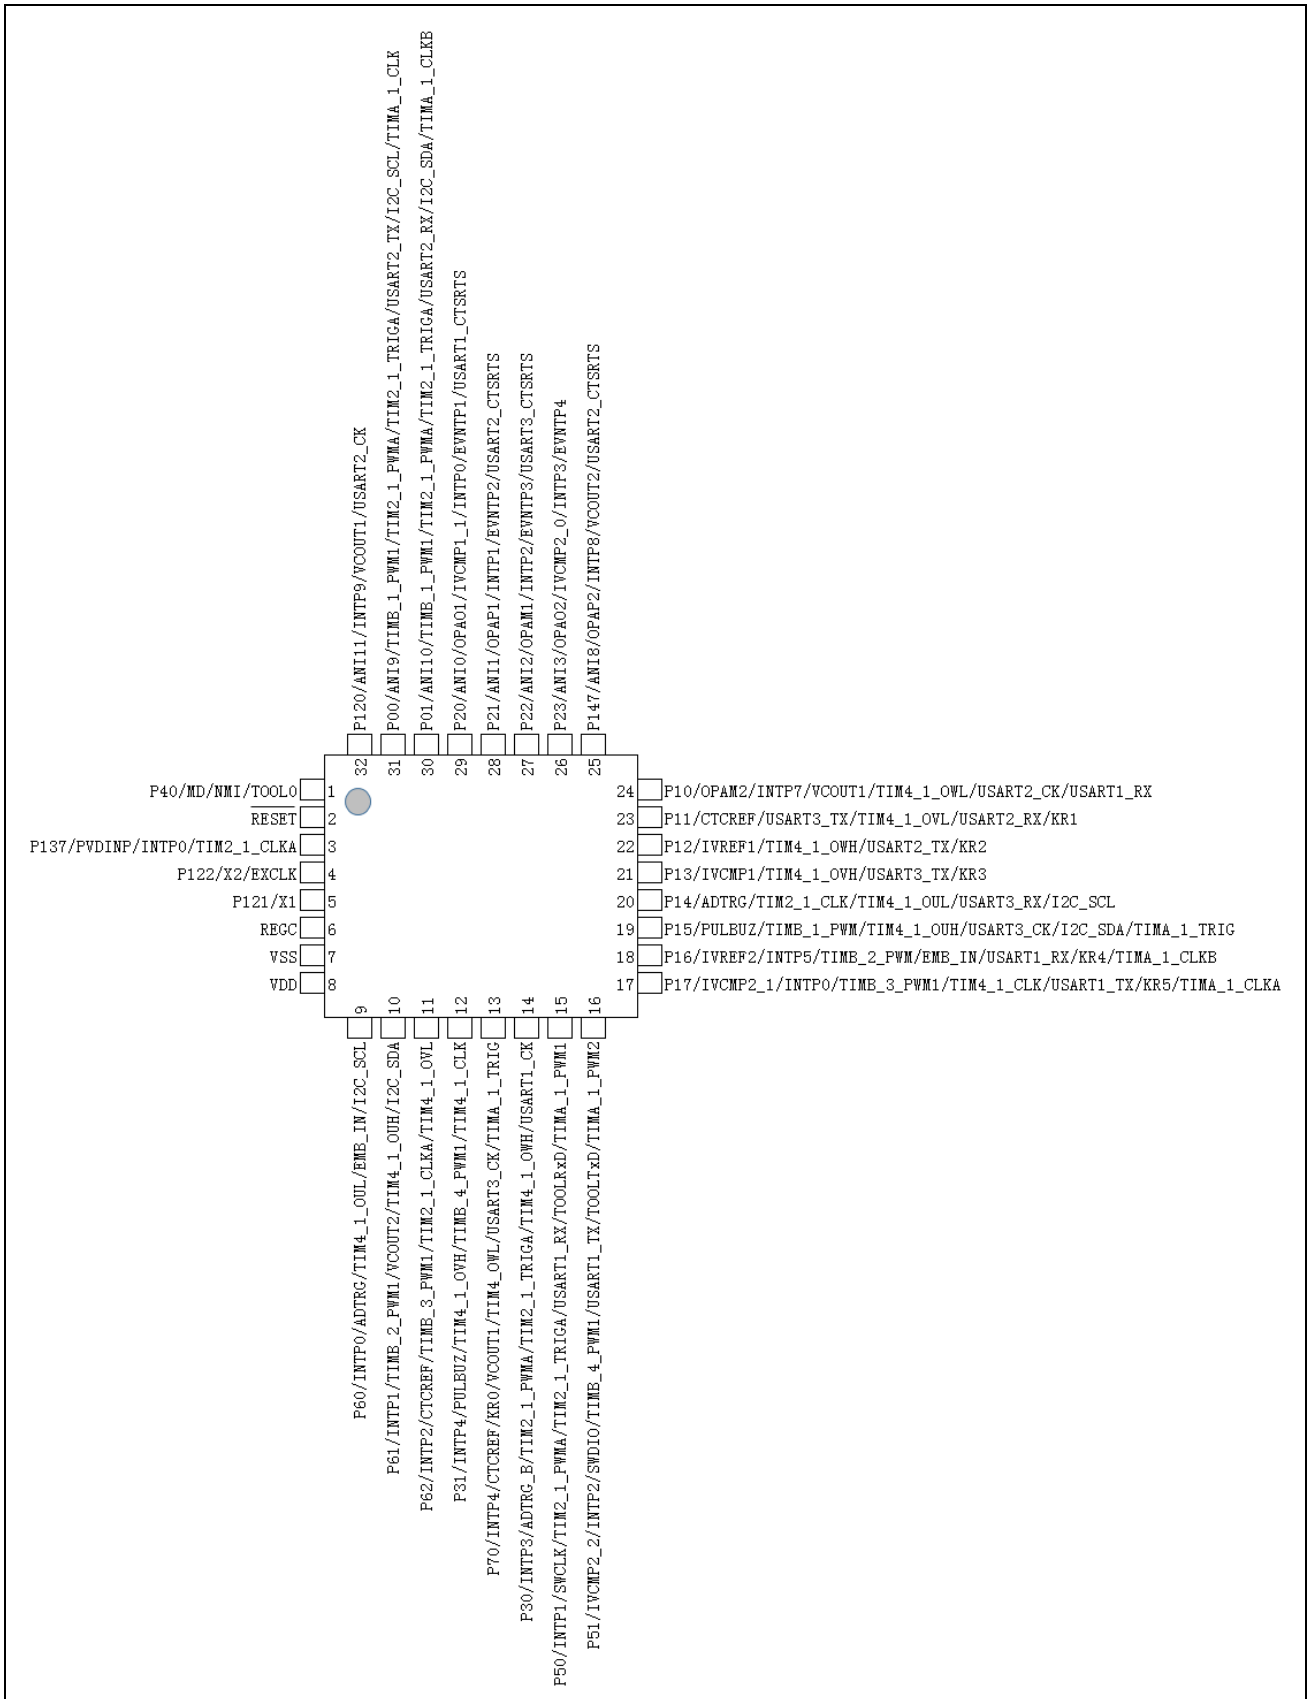 P120/ANI11/INTP9/VCOUT1/USART2_CK
P00/ANI9/TIMB_1_PWM1/TIM2_1_PWMA/TIM2_1_TRIGA/USART2_TX/I2C_SCL/TIMA_1_CLK
P01/ANI10/TIMB_1_PWM1/TIM2_1_PWMA/TIM2_1_TRIGA/USART2_RX/I2C_SDA/TIMA_1_CLKB
P20/ANI0/OPAO1/IVCMP1_1/INTP0/EVNTP1/USART1_CTSRTS
P21/ANI1/OPAP1/INTP1/EVNTP2/USART2_CTSRTS
P22/ANI2/OPAM1/INTP2/EVNTP3/USART3_CTSRTS
P23/ANI3/OPAO2/IVCMP2_0/INTP3/EVNTP4
P147/ANI8/OPAP2/INTP8/VCOUT2/USART2_CTSRTS
32
31
30
29
28
27
26
25
P40/MD/NMI/TOOL0 1
RESET 2
P137/PVDINP/INTP0/TIM2_1_CLKA 3
P122/X2/EXCLK 4
P121/X1 5
REGC 6
VSS 7
VDD 8
24 P10/OPAM2/INTP7/VCOUT1/TIM4_1_OWL/USART2_CK/USART1_RX
23 P11/CTCREF/USART3_TX/TIM4_1_OVL/USART2_RX/KR1
22 P12/IVREF1/TIM4_1_OWH/USART2_TX/KR2
21 P13/IVCMP1/TIM4_1_OVH/USART3_TX/KR3
20 P14/ADTRG/TIM2_1_CLK/TIM4_1_OUL/USART3_RX/I2C_SCL
19 P15/PULBUZ/TIMB_1_PWM/TIM4_1_OUH/USART3_CK/I2C_SDA/TIMA_1_TRIG
18 P16/IVREF2/INTP5/TIMB_2_PWM/EMB_IN/USART1_RX/KR4/TIMA_1_CLKB
17 P17/IVCMP2_1/INTP0/TIMB_3_PWM1/TIM4_1_CLK/USART1_TX/KR5/TIMA_1_CLKA
9
10
11
12
13
14
15
16
P60/INTP0/ADTRG/TIM4_1_OUL/EMB_IN/I2C_SCL
P61/INTP1/TIMB_2_PWM1/VCOUT2/TIM4_1_OUH/I2C_SDA
P62/INTP2/CTCREF/TIMB_3_PWM1/TIM2_1_CLKA/TIM4_1_OVL
P31/INTP4/PULBUZ/TIM4_1_OVH/TIMB_4_PWM1/TIM4_1_CLK
P70/INTP4/CTCREF/KR0/VCOUT1/TIM4_OWL/USART3_CK/TIMA_1_TRIG
P30/INTP3/ADTRG_B/TIM2_1_PWMA/TIM2_1_TRIGA/TIM4_1_OWH/USART1_CK
P50/INTP1/SWCLK/TIM2_1_PWMA/TIM2_1_TRIGA/USART1_RX/TOOLRxD/TIMA_1_PWM1
P51/IVCMP2_2/INTP2/SWDIO/TIMB_4_PWM1/USART1_TX/TOOLTxD/TIMA_1_PWM2